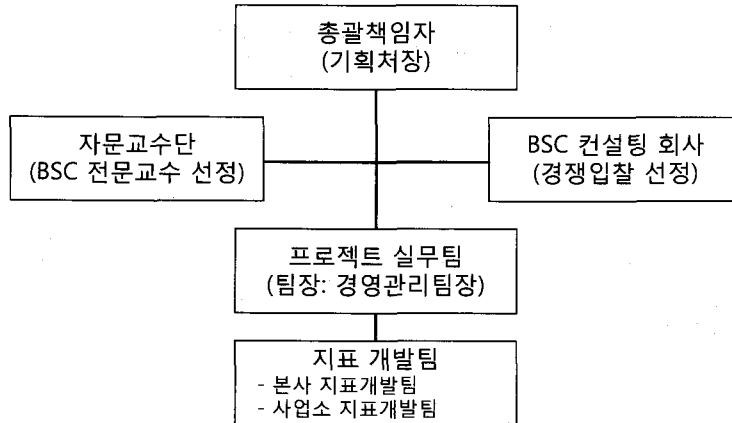 총괄책임자
(기획처장)
자문교수단
(BSC 전문교수 선정)
BSC 컨설팅 회사
(경쟁입찰 선정)
프로젝트 실무팀
(팀장: 경영관리팀장)
지표 개발팀
- 본사 지표개발팀
- 사업소 지표개발팀